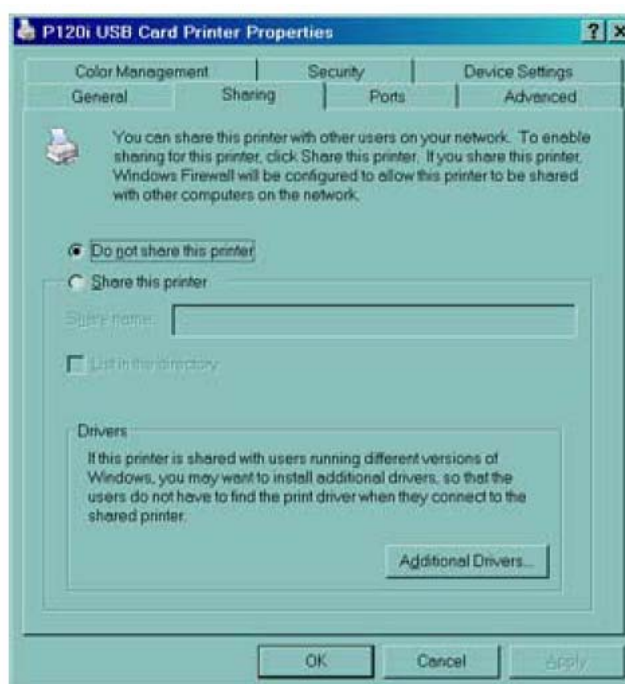 P120i USB Card Printer Properties
? X
Color Management Security Device Settings
General Sharing Ports Advanced
You can share this printer with other users on your network. To enable
sharing for this printer, click Share this printer. If you share this printer,
Windows Firewall will be configured to allow this printer to be shared
with other computers on the network.
Do not share this printer
Share this printer
Share name:
List in the directory
Drivers
If this printer is shared with users running different versions of
Windows, you may want to install additional drivers, so that the
users do not have to find the print driver when they connect to the
shared printer.
Additional Drivers...
OK Cancel Apply